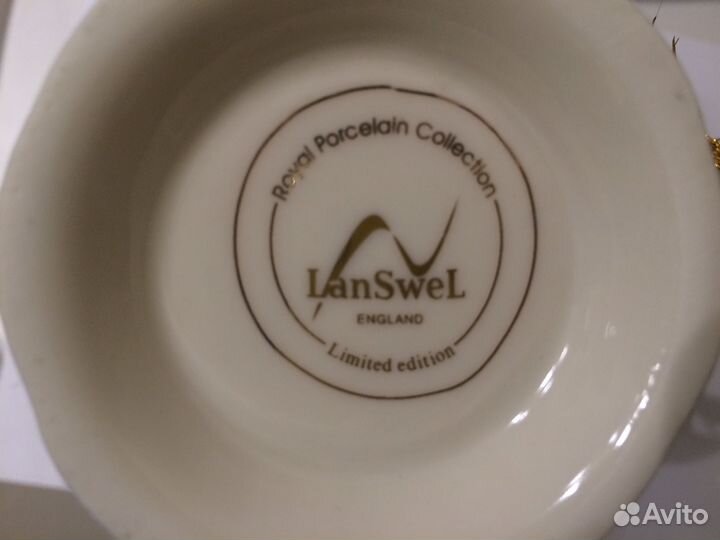 Royal Porcelain Collection
LanSweL
ENGLAND
Limited edition
Avito